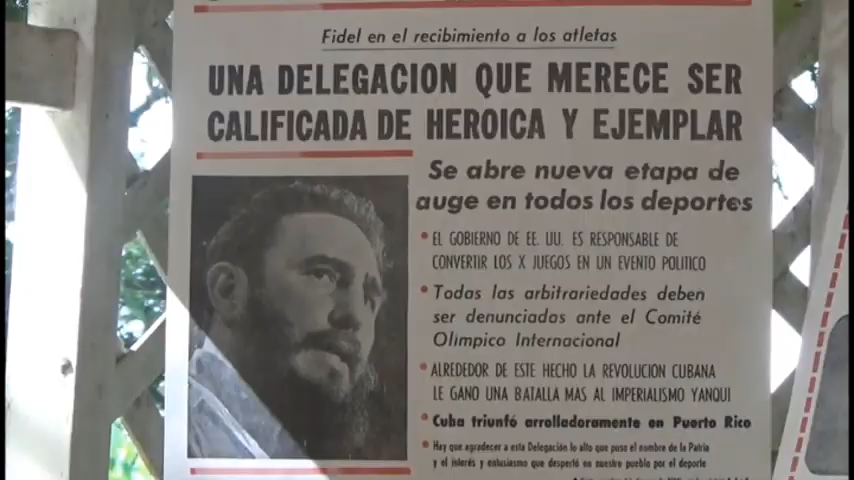 Fidel en el recibimiento a los atletas
UNA DELEGACION QUE MERECE SER
CALIFICADA DE HEROICA Y EJEMPLAR
Se abre nueva etapa de
auge en todos los deportes
• EL GOBIERNO DE EE. UU. ES RESPONSABLE DE
CONVERTIR LOS X JUEGOS EN UN EVENTO POLITICO
• Todas las arbitrariedades deben
ser denunciadas ante el Comité
Olímpico Internacional
• ALREDEDOR DE ESTE HECHO LA REVOLUCION CUBANA
LE GANO UNA BATALLA MAS AL IMPERIALISMO YANQUI
• Cuba triunfó arrolladoramente en Puerto Rico
• Hay que agradecer a esta Delegación lo alto que puso el nombre de la Patria
y el interés y entusiasmo que despertó en nuestro pueblo por el deporte